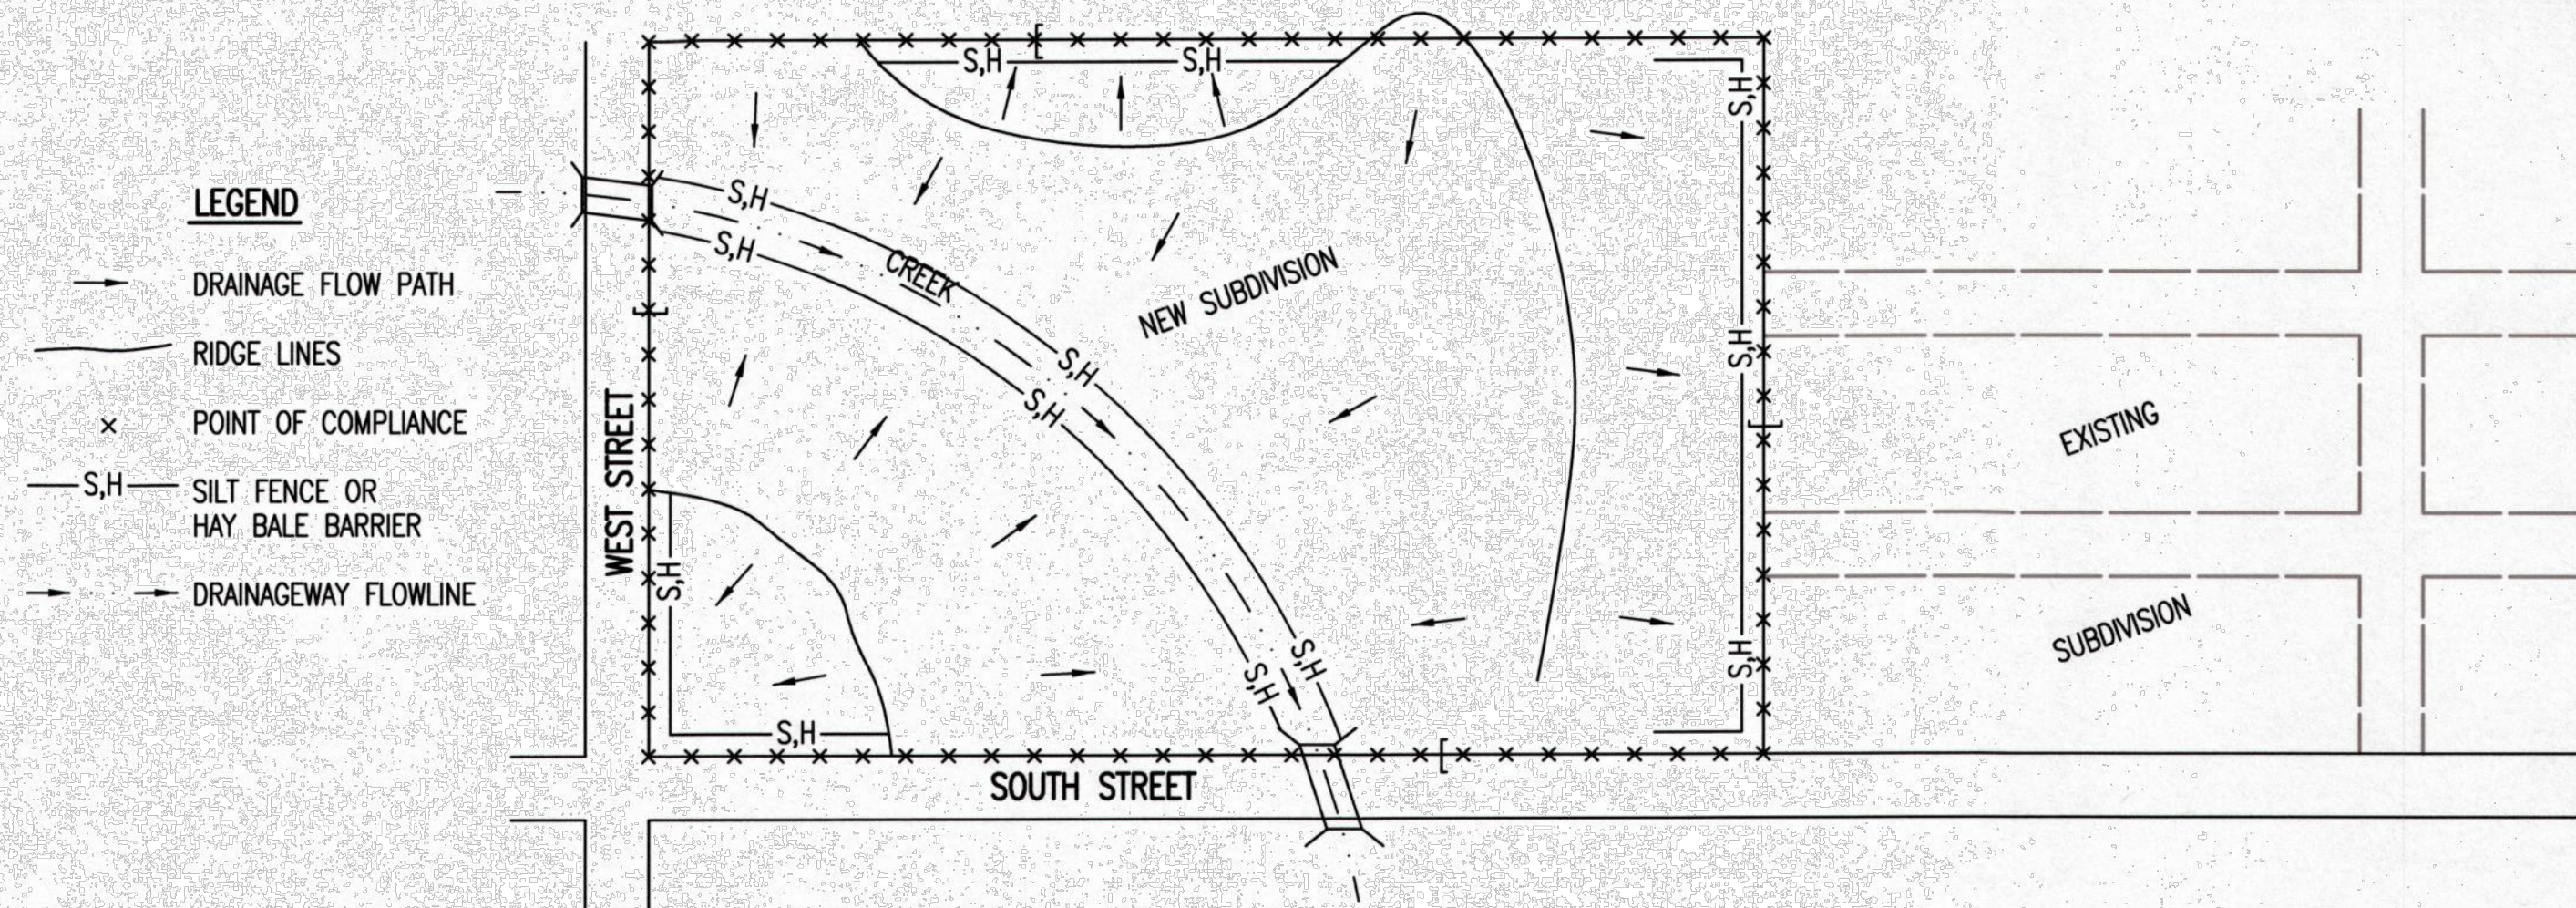 LEGEND
DRAINAGE FLOW PATH
RIDGE LINES
POINT OF COMPLIANCE
S,H
SILT FENCE OR
HAY BALE BARRIER
DRAINAGEWAY FLOWLINE
WEST STREET
S,H
S,H
S,H
S,H
CREEK
NEW SUBDIVISION
S,H
S,H
S,H
S,H
S,H
S,H
S,H
S,H
S,H
SOUTH STREET
EXISTING
SUBDIVISION